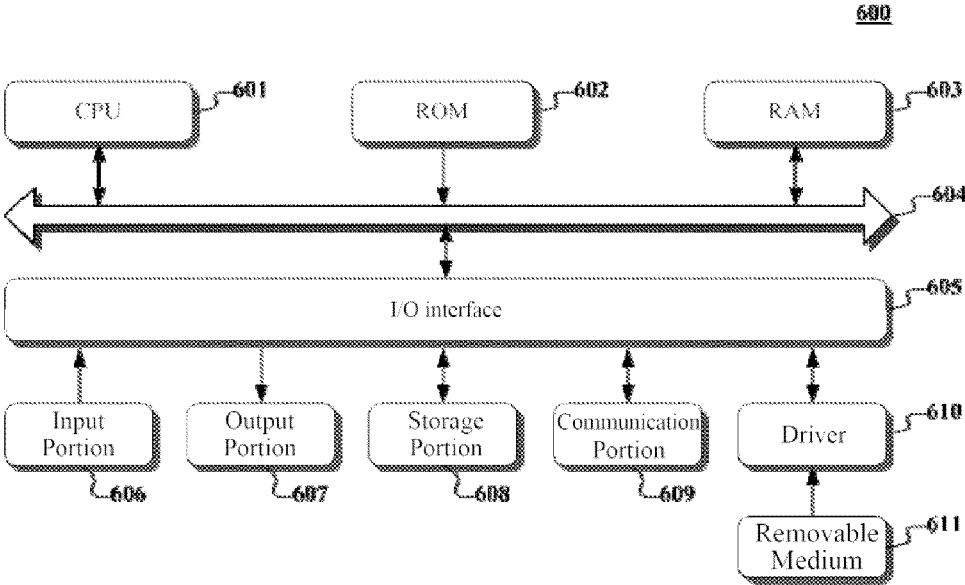 600
CPU
601
ROM
602
RAM
603
604
I/O interface
605
Input
Portion
606
Output
Portion
607
Storage
Portion
608
Communication
Portion
609
Driver
610
Removable
Medium
611